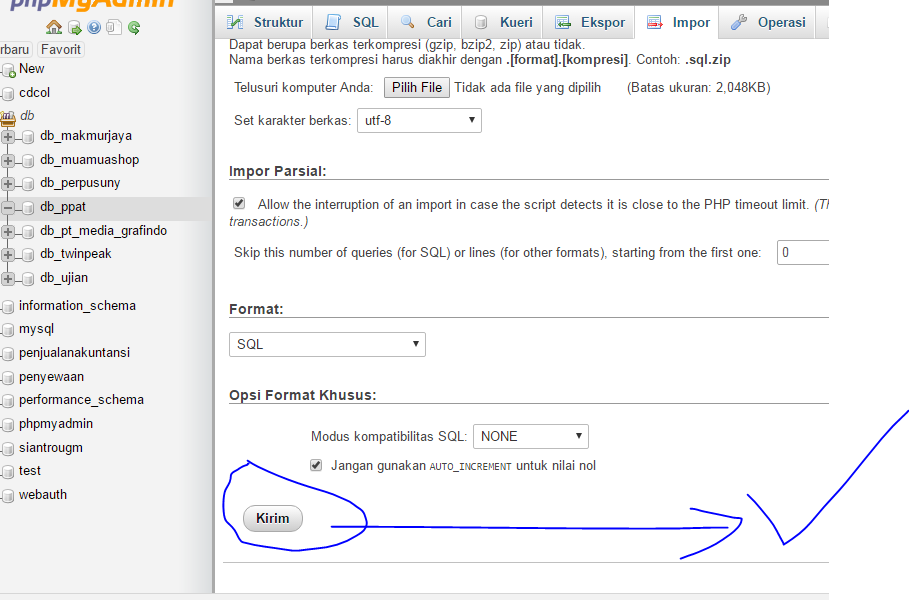 phpMyAdmin
rbaru Favorit
New
cdcol
db
db_makmurjaya
db_muamuashop
db_perpusuny
db_ppat
db_pt_media_grafindo
db_twinpeak
db_ujian
information_schema
mysql
penjualanakuntansi
penyewaan
performance_schema
phpmyadmin
siantrougm
test
webauth
Struktur SQL Cari Kueri Ekspor Impor Operasi
Dapat berupa berkas terkompresi (gzip, bzip2, zip) atau tidak.
Nama berkas terkompresi harus diakhir dengan .[format].[kompresi]. Contoh: .sql.zip
Telusuri komputer Anda: Pilih File Tidak ada file yang dipilih (Batas ukuran: 2,048KB)
Set karakter berkas: utf-8
Impor Parsial:
Allow the interruption of an import in case the script detects it is close to the PHP timeout limit. (Th
transactions.)
Skip this number of queries (for SQL) or lines (for other formats), starting from the first one: 0
Format:
SQL
Opsi Format Khusus:
Modus kompatibilitas SQL: NONE
Jangan gunakan AUTO_INCREMENT untuk nilai nol
Kirim